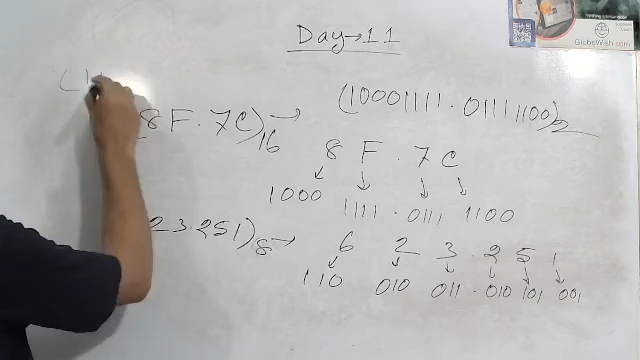 Day→11
(1
8F.7C)16 → (10001111.01111100)2
8 F . 7 C
1000 1111 . 0111 1100
23.251)8 → 6 2 3 . 2 5 1
110 010 011 . 010 101 001
GlobeWish.com